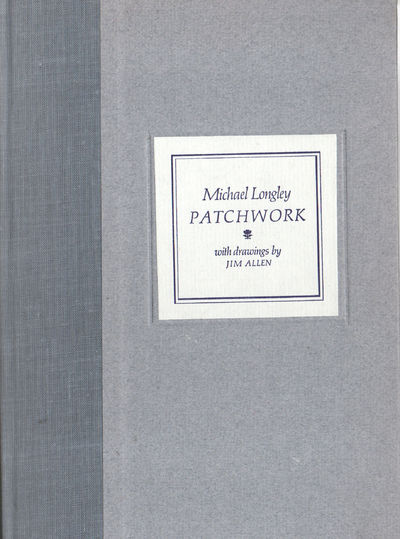 Michael Longley
PATCHWORK
with drawings by
JIM ALLEN